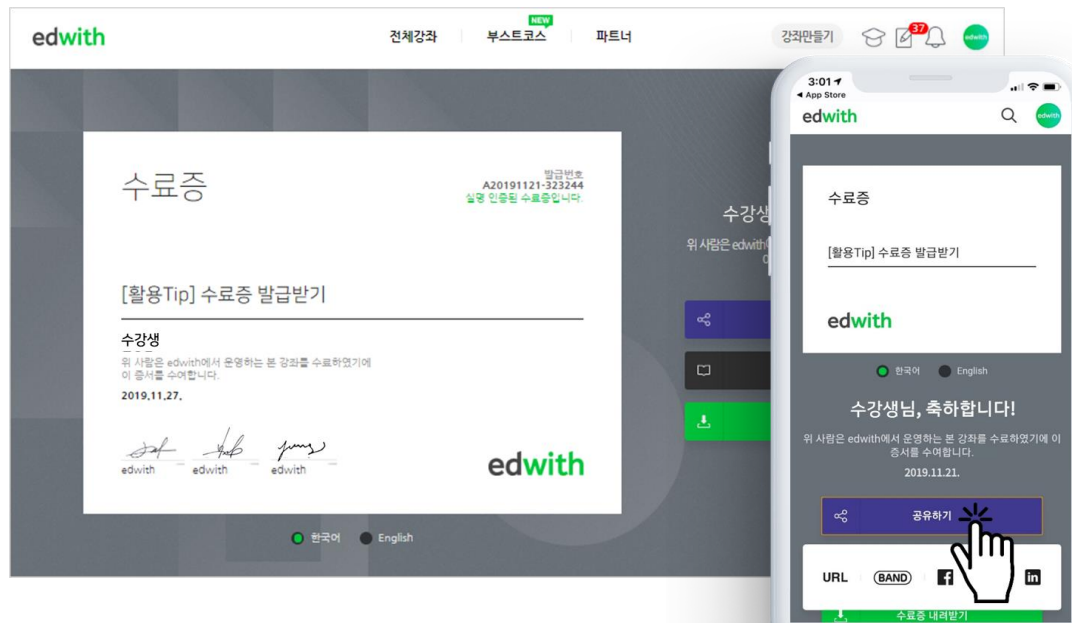 edwith
전체강좌
NEW
부스트코스
파트너
강좌만들기
37
edwith
수료증
발급번호
A20191121-323244
실명 인증된 수료증입니다.
[활용Tip] 수료증 발급받기
수강생
위 사람은 edwith에서 운영하는 본 강좌를 수료하였기에
이 증서를 수여합니다.
2019.11.27.
edwith edwith edwith
edwith
한국어 English
수강생
위 사람은 edwith
3:01
App Store
edwith
edwith
수료증
[활용Tip] 수료증 발급받기
edwith
한국어 English
수강생님, 축하합니다!
위 사람은 edwith에서 운영하는 본 강좌를 수료하였기에 이
증서를 수여합니다.
2019.11.21.
공유하기
URL BAND f in
수료증 내려받기